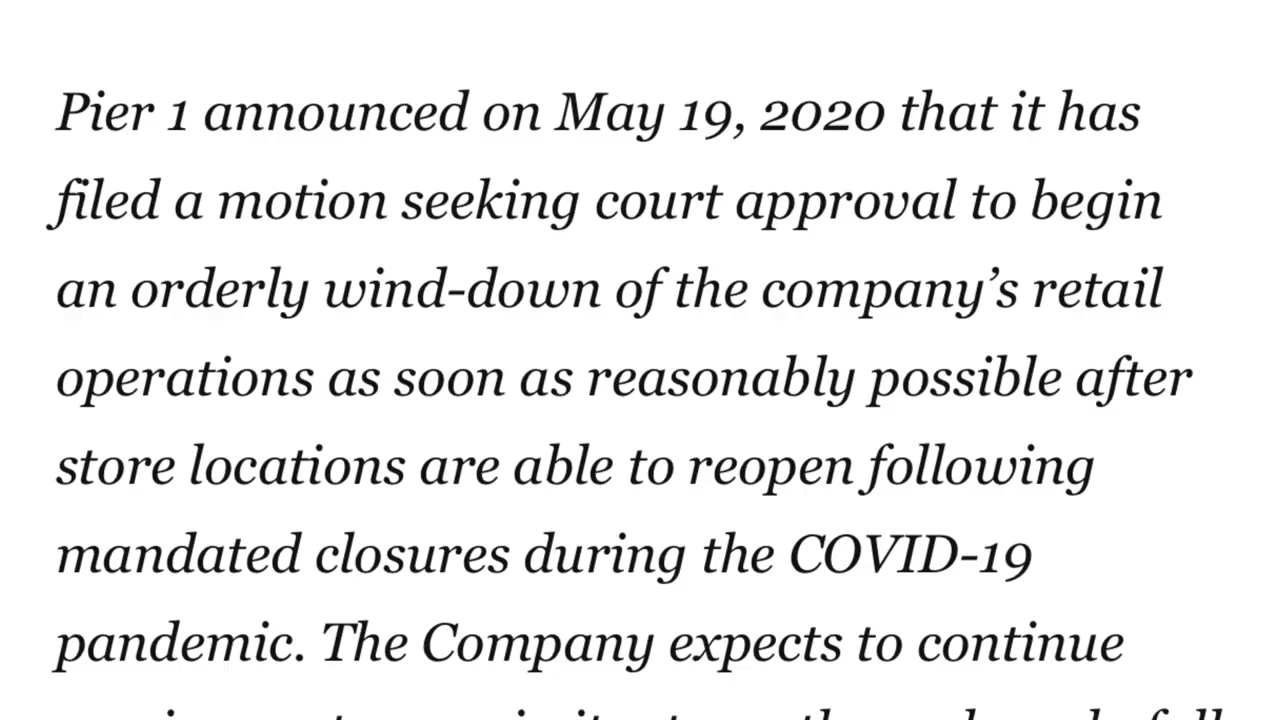 Pier 1 announced on May 19, 2020 that it has
filed a motion seeking court approval to begin
an orderly wind-down of the company’s retail
operations as soon as reasonably possible after
store locations are able to reopen following
mandated closures during the COVID-19
pandemic. The Company expects to continue